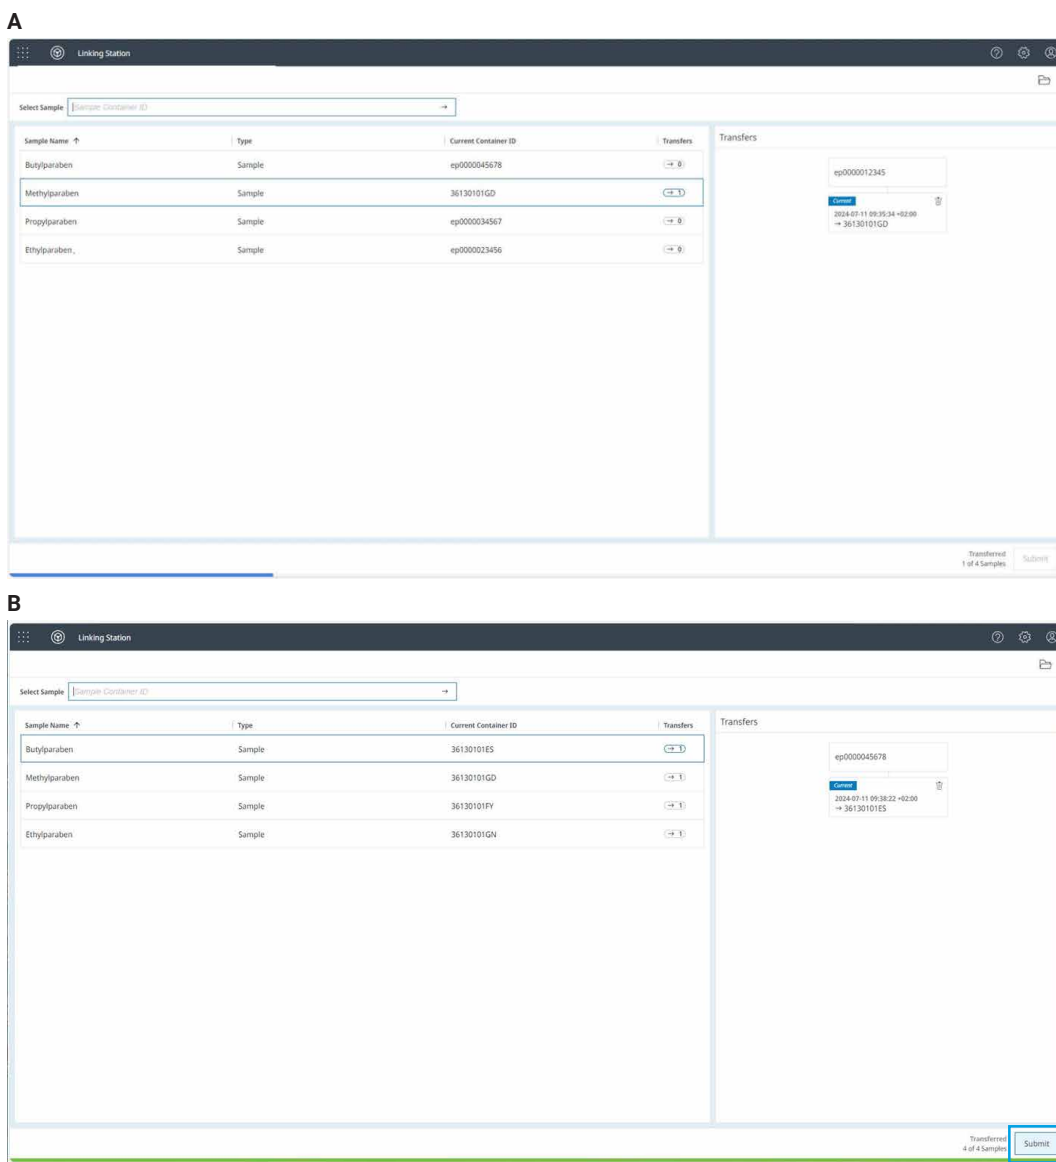 A
Linking Station
Select Sample Sample Container ID →
Sample Name ↑ Type Current Container ID Transfers
Butylparaben Sample ep0000045678 → 0
Methylparaben Sample 36130101GD → 1
Propylparaben Sample ep0000034567 → 0
Ethylparaben Sample ep0000023456 → 0
Transfers
ep0000012345
Current
2024-07-11 09:35:34 +02:00
→ 36130101GD
Transferred
1 of 4 Samples
Submit
B
Linking Station
Select Sample Sample Container ID →
Sample Name ↑ Type Current Container ID Transfers
Butylparaben Sample 36130101ES → 1
Methylparaben Sample 36130101GD → 1
Propylparaben Sample 36130101FY → 1
Ethylparaben Sample 36130101GN → 1
Transfers
ep0000045678
Current
2024-07-11 09:38:22 +02:00
→ 36130101ES
Transferred
4 of 4 Samples
Submit